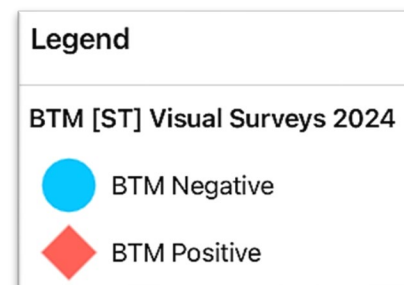 Legend
BTM [ST] Visual Surveys 2024
BTM Negative
BTM Positive